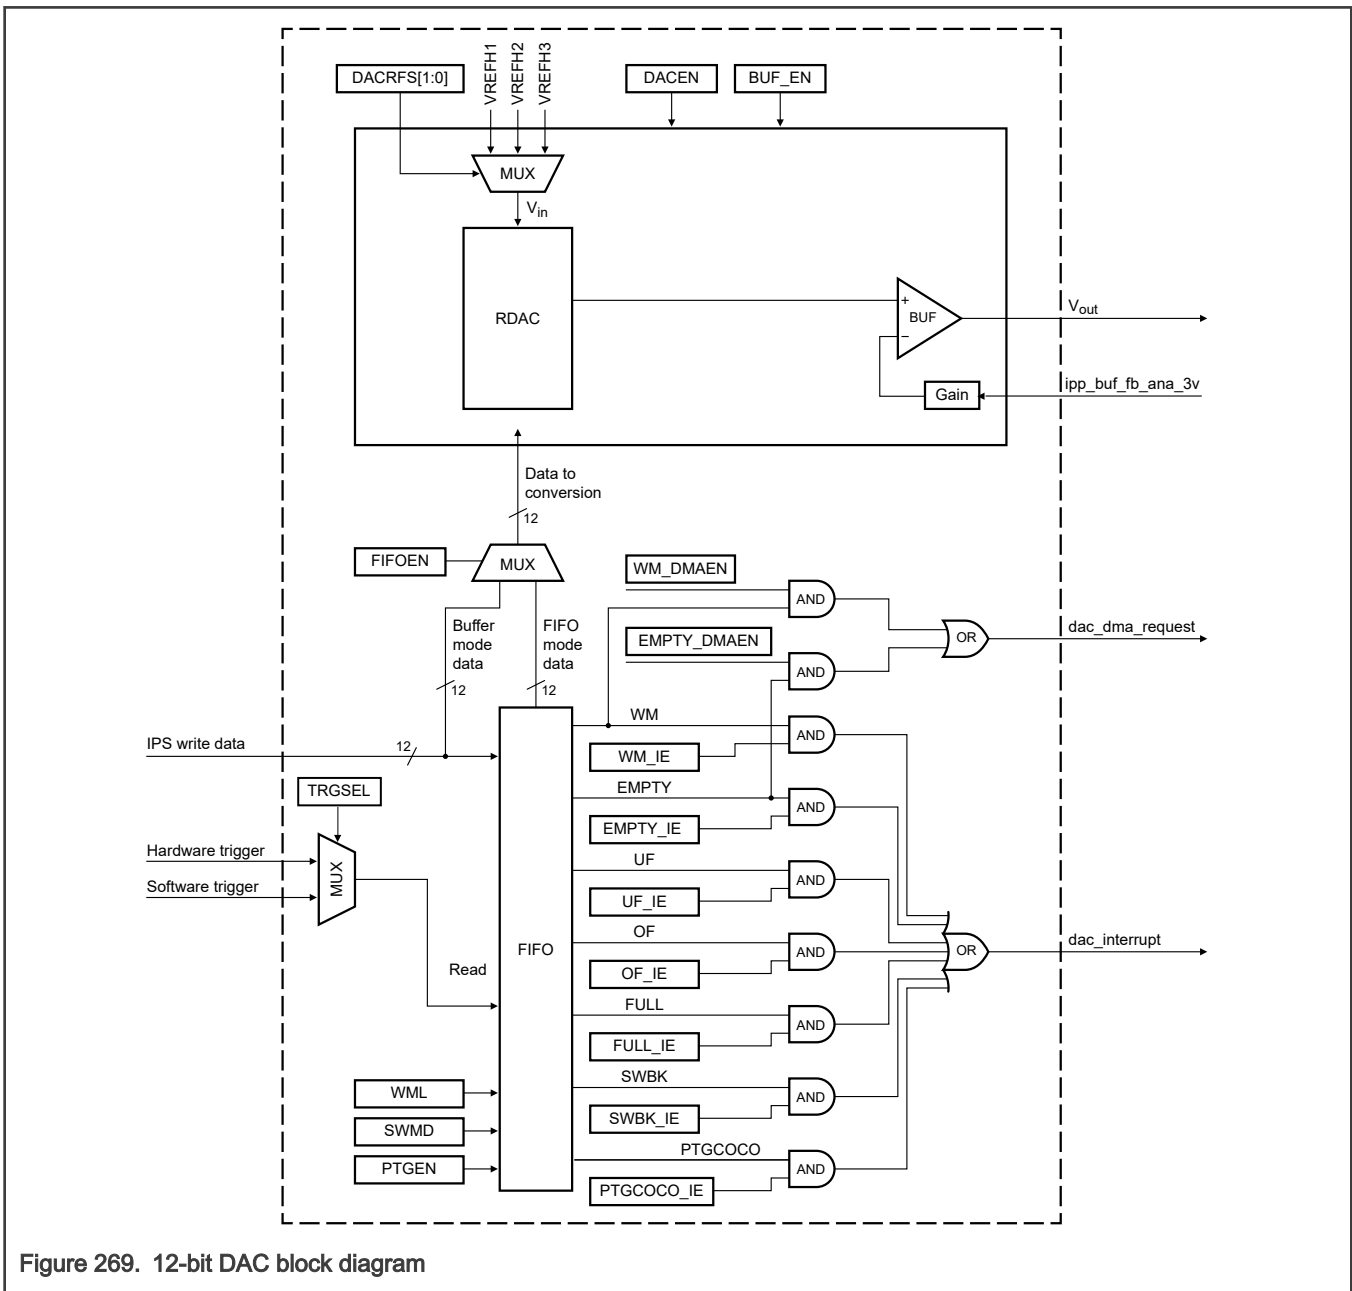 DACRFS[1:0]
VREFH1
VREFH2
VREFH3
DACEN
BUF_EN
MUX
Vin
RDAC
+
BUF
−
Vout
Gain
ipp_buf_fb_ana_3v
Data to
conversion
12
FIFOEN
MUX
WM_DMAEN
AND
Buffer
mode
data
FIFO
mode
data
EMPTY_DMAEN
OR
dac_dma_request
AND
12
12
WM
AND
IPS write data
12
WM_IE
TRGSEL
EMPTY
AND
EMPTY_IE
Hardware trigger
Software trigger
MUX
UF
AND
UF_IE
FIFO
OF
AND
OR
dac_interrupt
Read
OF_IE
FULL
AND
FULL_IE
WML
SWBK
AND
SWMD
SWBK_IE
PTGEN
PTGCOCO
AND
PTGCOCO_IE
Figure 269. 12-bit DAC block diagram